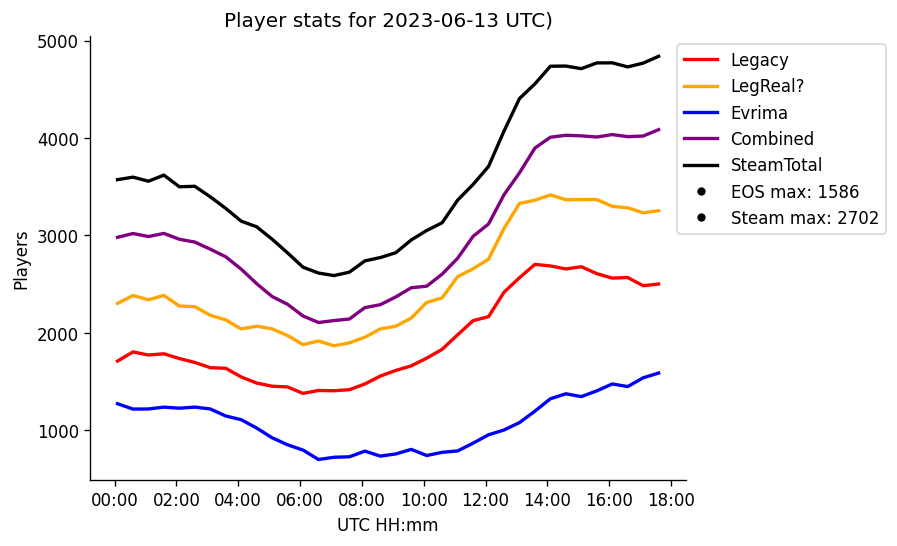 Player stats for 2023-06-13 UTC)
5000
4000
3000
2000
1000
Players
00:00 02:00 04:00 06:00 08:00 10:00 12:00 14:00 16:00 18:00
UTC HH:mm
Legacy
LegReal?
Evrima
Combined
SteamTotal
EOS max: 1586
Steam max: 2702